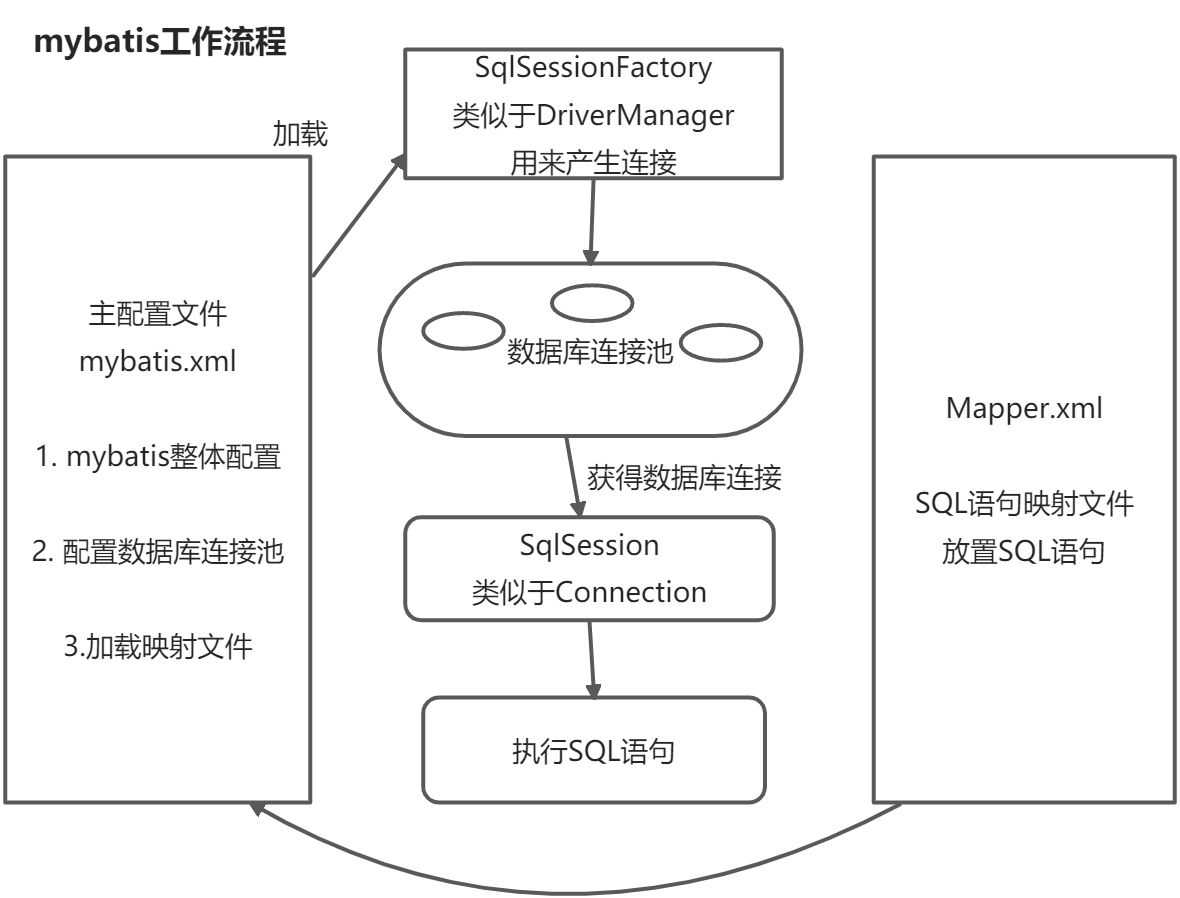 mybatis工作流程
加载
SqlSessionFactory
类似于DriverManager
用来产生连接
主配置文件
mybatis.xml
1. mybatis整体配置
2. 配置数据库连接池
3.加载映射文件
数据库连接池
获得数据库连接
SqlSession
类似于Connection
执行SQL语句
Mapper.xml
SQL语句映射文件
放置SQL语句